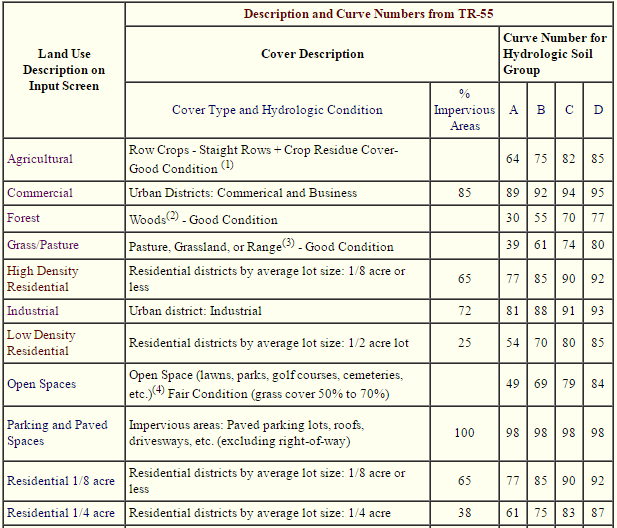 Description and Curve Numbers from TR-55
Land Use
Description on
Input Screen
Cover Description
Curve Number for
Hydrologic Soil
Group
Cover Type and Hydrologic Condition
%
Impervious
Areas
A B C D
Agricultural
Row Crops - Staight Rows + Crop Residue Cover-
Good Condition (1)
64 75 82 85
Commercial Urban Districts: Commerical and Business 85 89 92 94 95
Forest Woods(2) - Good Condition 30 55 70 77
Grass/Pasture Pasture, Grassland, or Range(3) - Good Condition 39 61 74 80
High Density
Residential
Residential districts by average lot size: 1/8 acre or
less
65 77 85 90 92
Industrial Urban district: Industrial 72 81 88 91 93
Low Density
Residential
Residential districts by average lot size: 1/2 acre lot 25 54 70 80 85
Open Spaces
Open Space (lawns, parks, golf courses, cemeteries,
etc.)(4) Fair Condition (grass cover 50% to 70%)
49 69 79 84
Parking and Paved
Spaces
Impervious areas: Paved parking lots, roofs,
drivesways, etc. (excluding right-of-way)
100 98 98 98 98
Residential 1/8 acre
Residential districts by average lot size: 1/8 acre or
less
65 77 85 90 92
Residential 1/4 acre Residential districts by average lot size: 1/4 acre 38 61 75 83 87